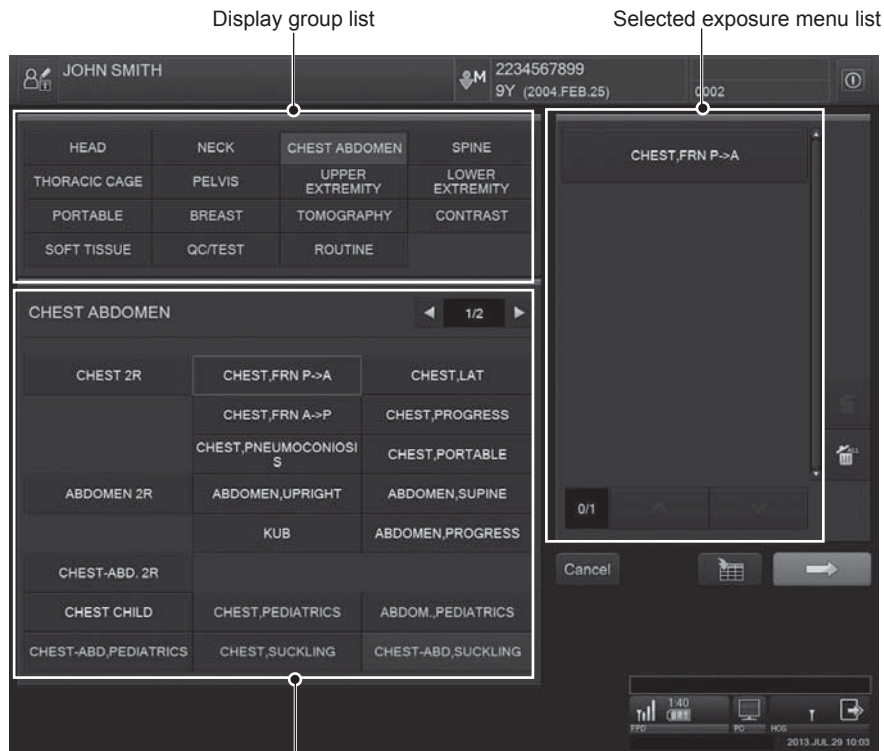 Display group list
Selected exposure menu list
JOHN SMITH
M 2234567899
9Y (2004.FEB.25)
0002
HEAD NECK CHEST ABDOMEN SPINE
THORACIC CAGE PELVIS UPPER EXTREMITY LOWER EXTREMITY
PORTABLE BREAST TOMOGRAPHY CONTRAST
SOFT TISSUE QC/TEST ROUTINE
CHEST,FRN P->A
0/1
CHEST ABDOMEN 1/2
CHEST 2R CHEST,FRN P->A CHEST,LAT
CHEST,FRN A->P CHEST,PROGRESS
CHEST,PNEUMOCONIOSI
S
CHEST,PORTABLE
ABDOMEN 2R ABDOMEN,UPRIGHT ABDOMEN,SUPINE
KUB ABDOMEN,PROGRESS
CHEST-ABD. 2R
CHEST CHILD CHEST,PEDIATRICS ABDOM.,PEDIATRICS
CHEST-ABD,PEDIATRICS CHEST,SUCKLING CHEST-ABD,SUCKLING
ALL
Cancel
1:40
FPD PC HOS
2013.JUL.29 10:03